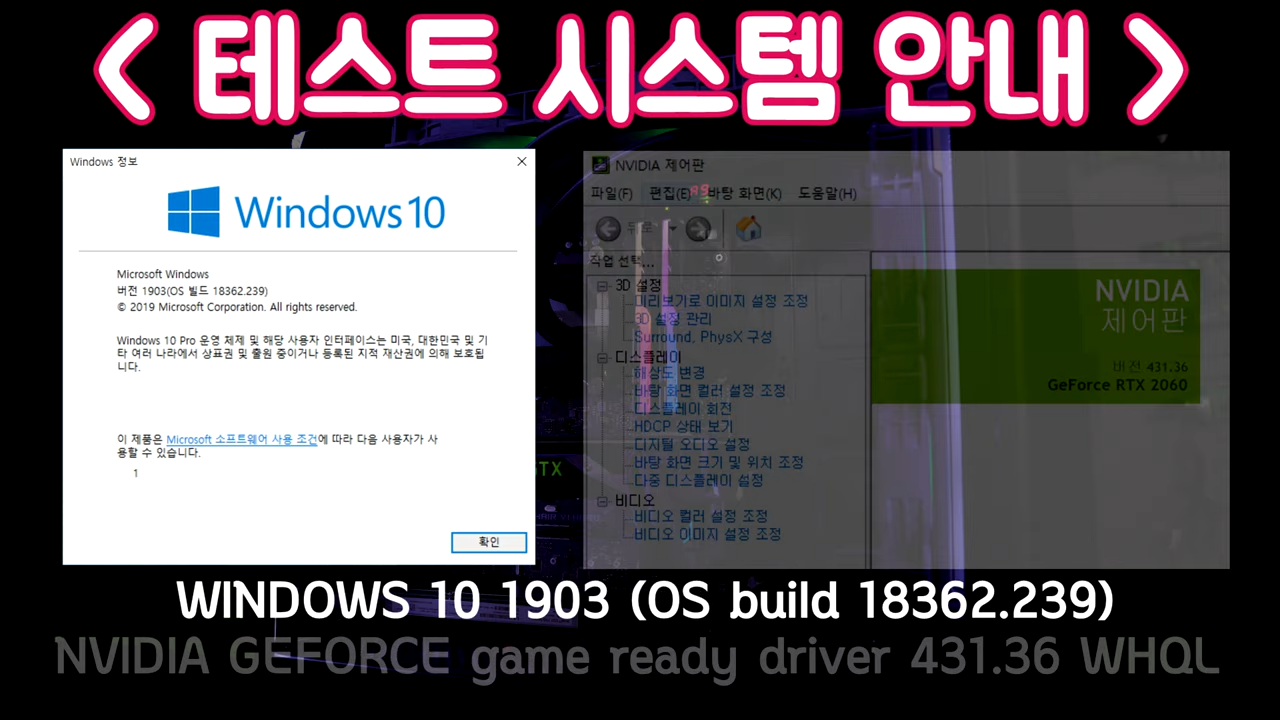 < 테스트 시스템 안내 >
Windows 정보
Windows 10
Microsoft Windows
버전 1903(OS 빌드 18362.239)
© 2019 Microsoft Corporation. All rights reserved.
Windows 10 Pro 운영 체제 및 해당 사용자 인터페이스는 미국, 대한민국 및 기
타 여러 나라에서 상표권 및 출원 중이거나 등록된 지적 재산권에 의해 보호됩
니다.
이 제품은 Microsoft 소프트웨어 사용 조건에 따라 다음 사용자가 사
용할 수 있습니다.
1
확인
NVIDIA 제어판
파일(F) 편집(E) 바탕 화면(K) 도움말(H)
뒤로
작업 선택...
3D 설정
미리보기로 이미지 설정 조정
3D 설정 관리
Surround, PhysX 구성
디스플레이
해상도 변경
바탕 화면 컬러 설정 조정
디스플레이 회전
HDCP 상태 보기
디지털 오디오 설정
바탕 화면 크기 및 위치 조정
다중 디스플레이 설정
비디오
비디오 컬러 설정 조정
비디오 이미지 설정 조정
NVIDIA
제어판
버전 431.36
GeForce RTX 2060
WINDOWS 10 1903 (OS build 18362.239)
NVIDIA GEFORCE game ready driver 431.36 WHQL